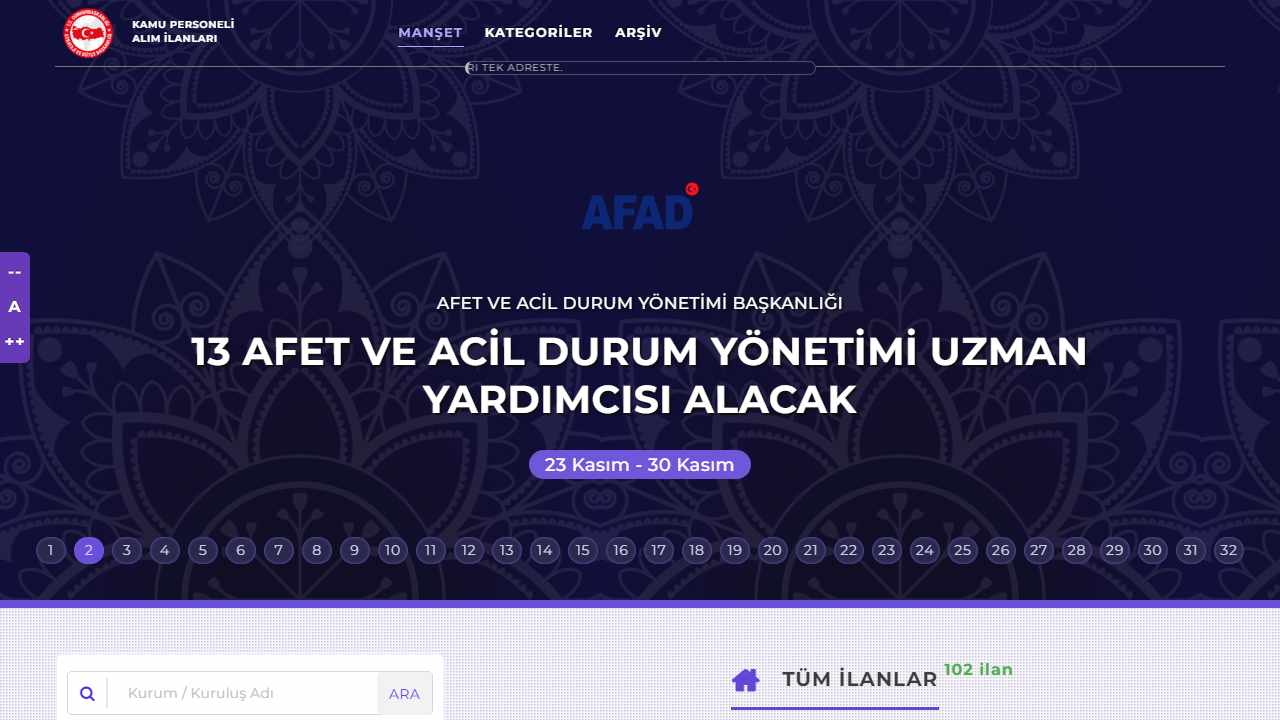 KAMU PERSONELİ
ALIM İLANLARI
MANŞET KATEGORİLER ARŞİV
RI TEK ADRESTE.
AFAD
--
A
++
AFET VE ACİL DURUM YÖNETİMİ BAŞKANLIĞI
13 AFET VE ACİL DURUM YÖNETİMİ UZMAN
YARDIMCISI ALACAK
23 Kasım - 30 Kasım
1 2 3 4 5 6 7 8 9 10 11 12 13 14 15 16 17 18 19 20 21 22 23 24 25 26 27 28 29 30 31 32
Kurum / Kuruluş Adı ARA
TÜM İLANLAR 102 ilan